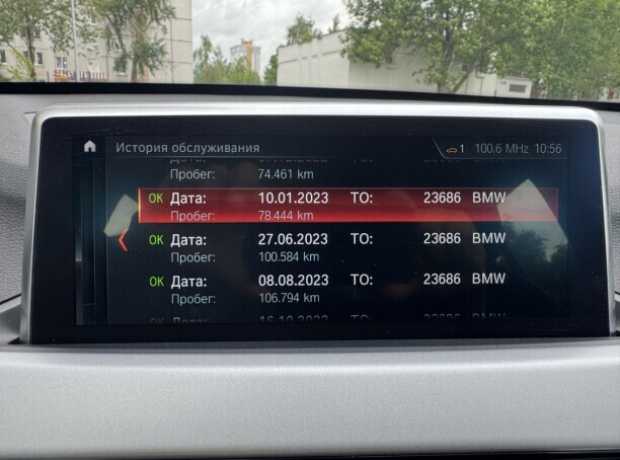 История обслуживания 1 100.6 MHz 10:56
Пробег: 74.461 km
OK Дата: 10.01.2023 ТО: 23686 BMW
Пробег: 78.444 km
OK Дата: 27.06.2023 ТО: 23686 BMW
Пробег: 100.584 km
OK Дата: 08.08.2023 ТО: 23686 BMW
Пробег: 106.794 km